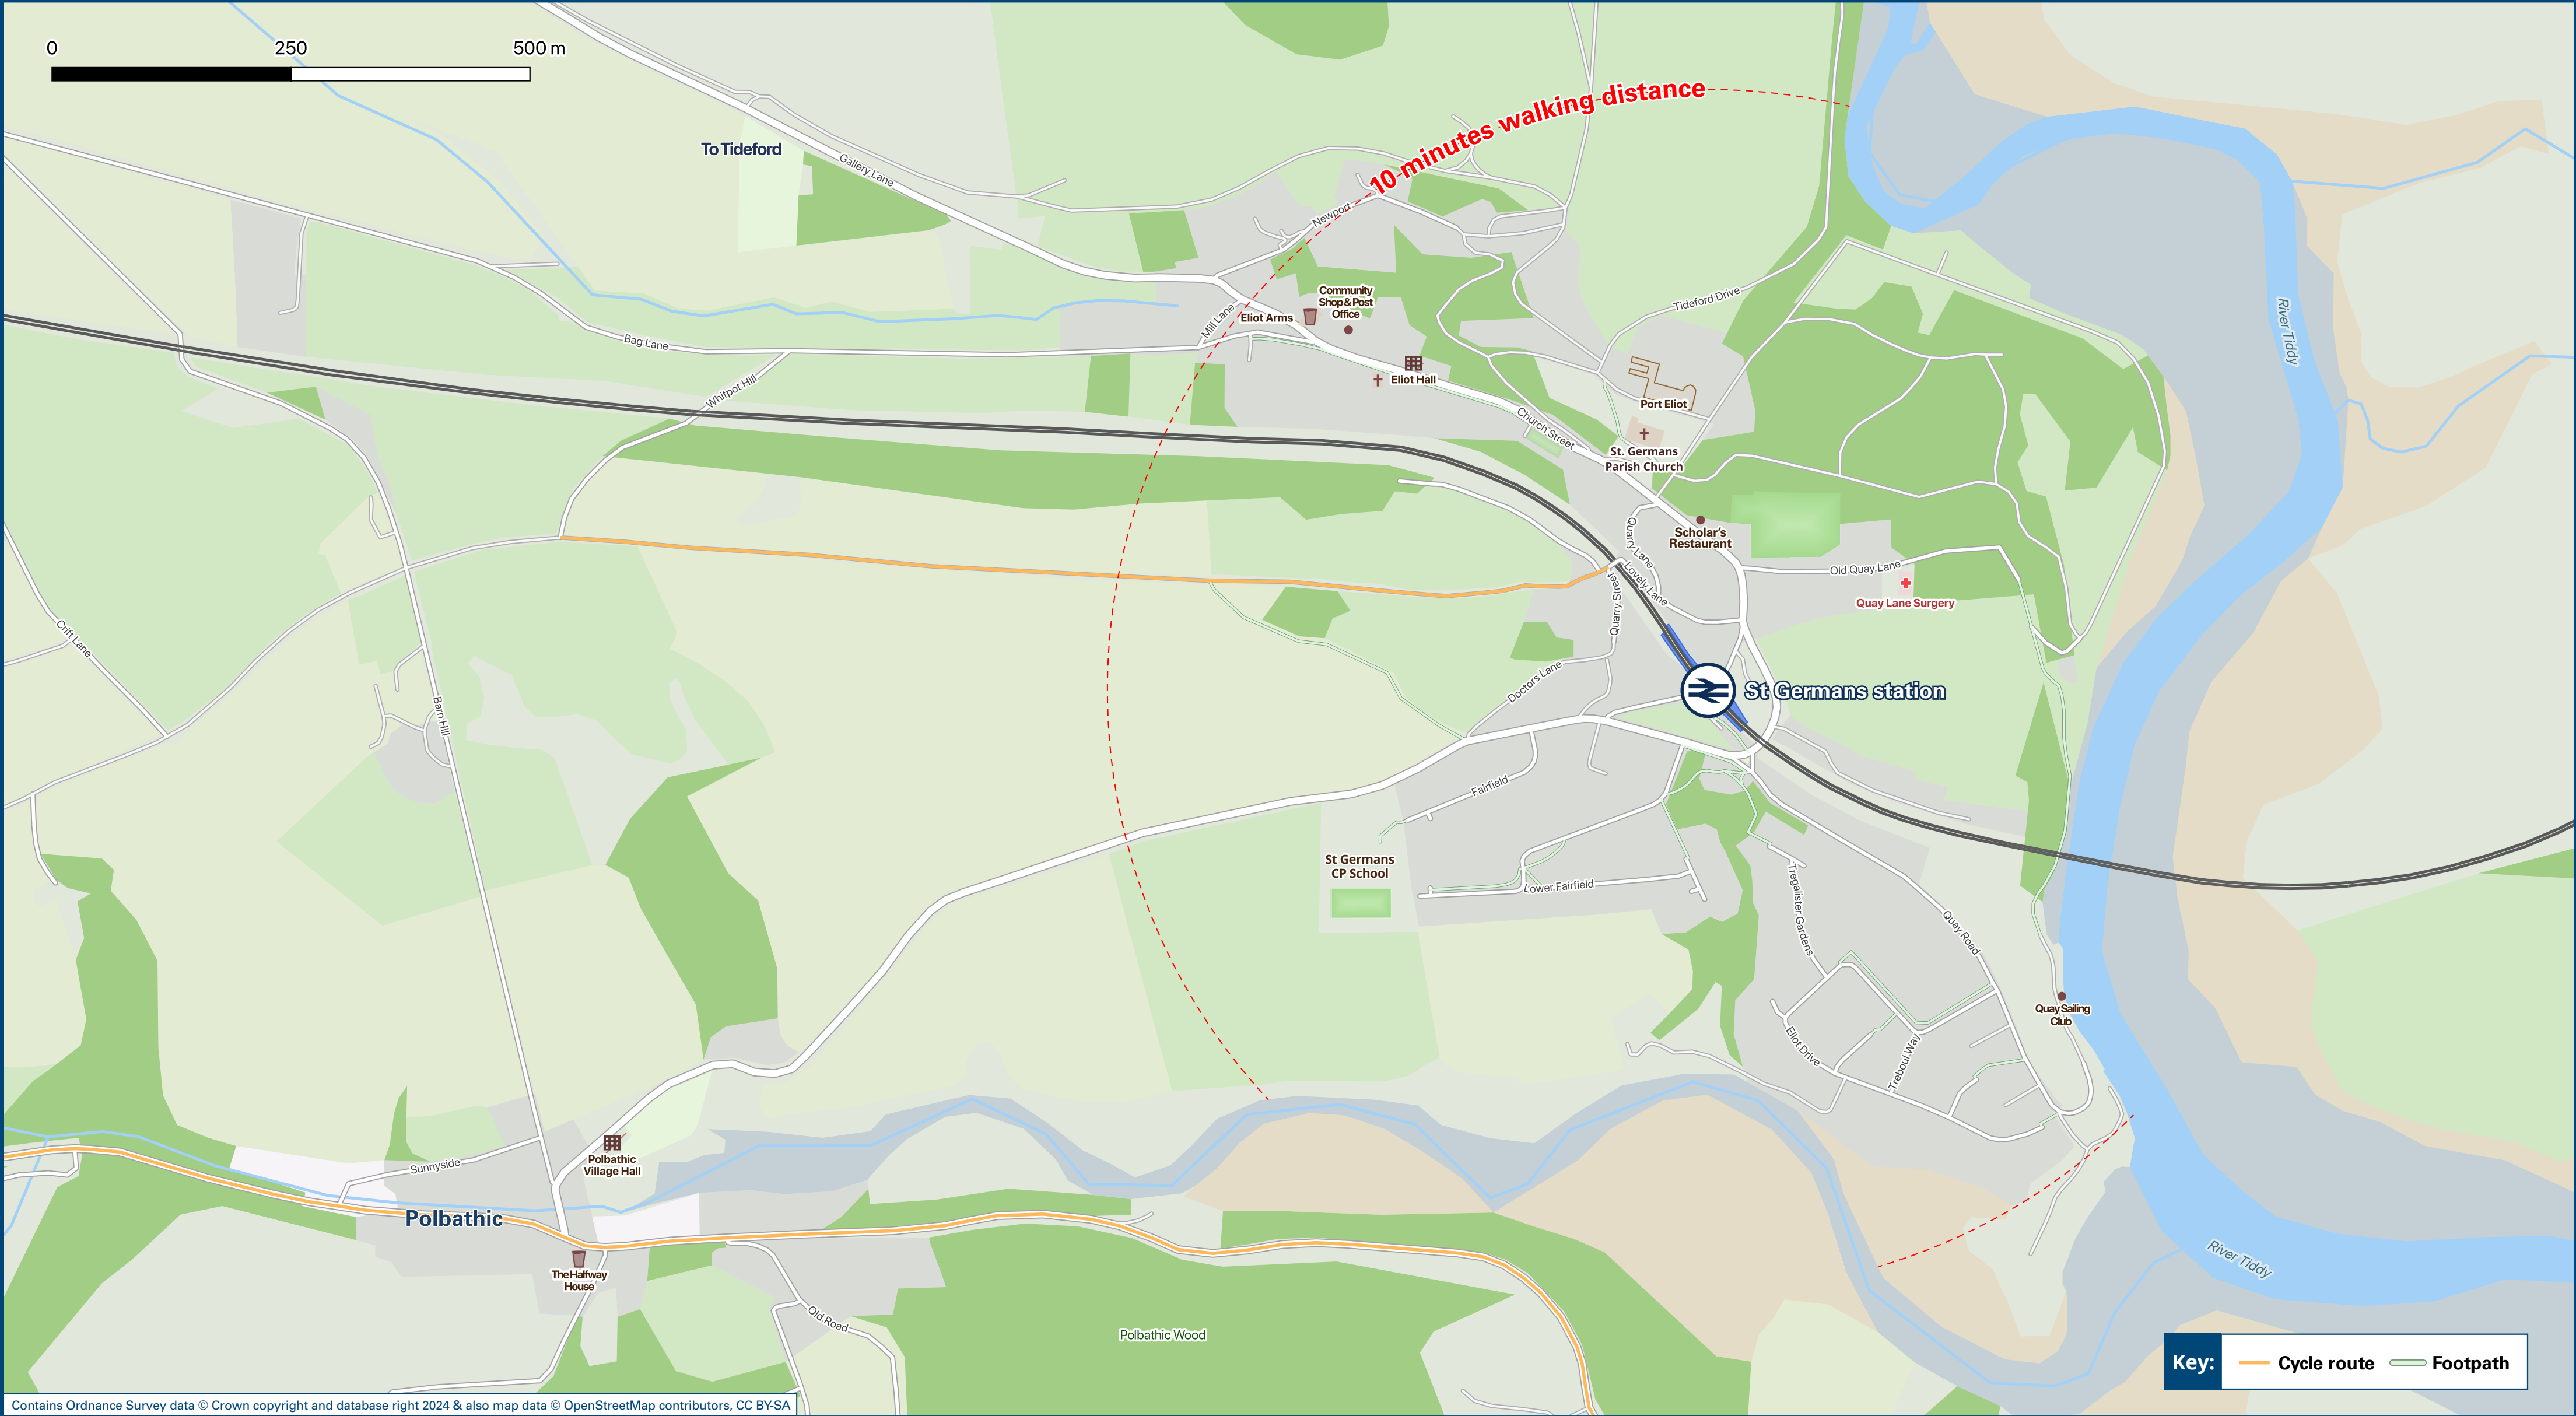 0 250 500 m
10 minutes walking distance
To Tideford
Gallery Lane
Newport
Community
Shop & Post
Office
Eliot Arms
Mill Lane
Tideford Drive
River Tiddy
Bag Lane
Eliot Hall
Whitpot Hill
Port Eliot
Church Street
St. Germans
Parish Church
Quarry Lane
Scholar's
Restaurant
Old Quay Lane
Lovely Lane
Quay Lane Surgery
Quarry Street
Crift Lane
Doctors Lane
St Germans station
Barn Hill
Fairfield
St Germans
CP School
Lower Fairfield
Tregalister Gardens
Quay Road
Quay Sailing
Club
Eliot Drive
Treboul Way
Polbathic
Village Hall
Sunnyside
Polbathic
The Halfway
House
Old Road
Polbathic Wood
River Tiddy
Key: Cycle route Footpath
Contains Ordnance Survey data © Crown copyright and database right 2024 & also map data © OpenStreetMap contributors, CC BY-SA